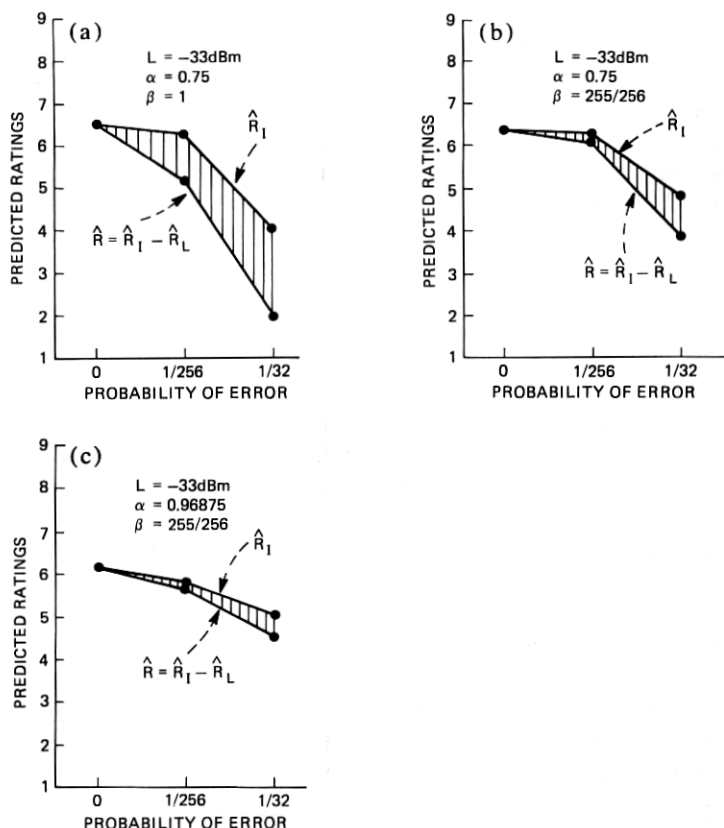 (a)
L = −33dBm
α = 0.75
β = 1
R̂I
R̂ = R̂I − R̂L
PREDICTED RATINGS
9
8
7
6
5
4
3
2
1
0 1/256 1/32
PROBABILITY OF ERROR
(b)
L = −33dBm
α = 0.75
β = 255/256
R̂I
R̂ = R̂I − R̂L
PREDICTED RATINGS
9
8
7
6
5
4
3
2
1
0 1/256 1/32
PROBABILITY OF ERROR
(c)
L = −33dBm
α = 0.96875
β = 255/256
R̂I
R̂ = R̂I − R̂L
PREDICTED RATINGS
9
8
7
6
5
4
3
2
1
0 1/256 1/32
PROBABILITY OF ERROR